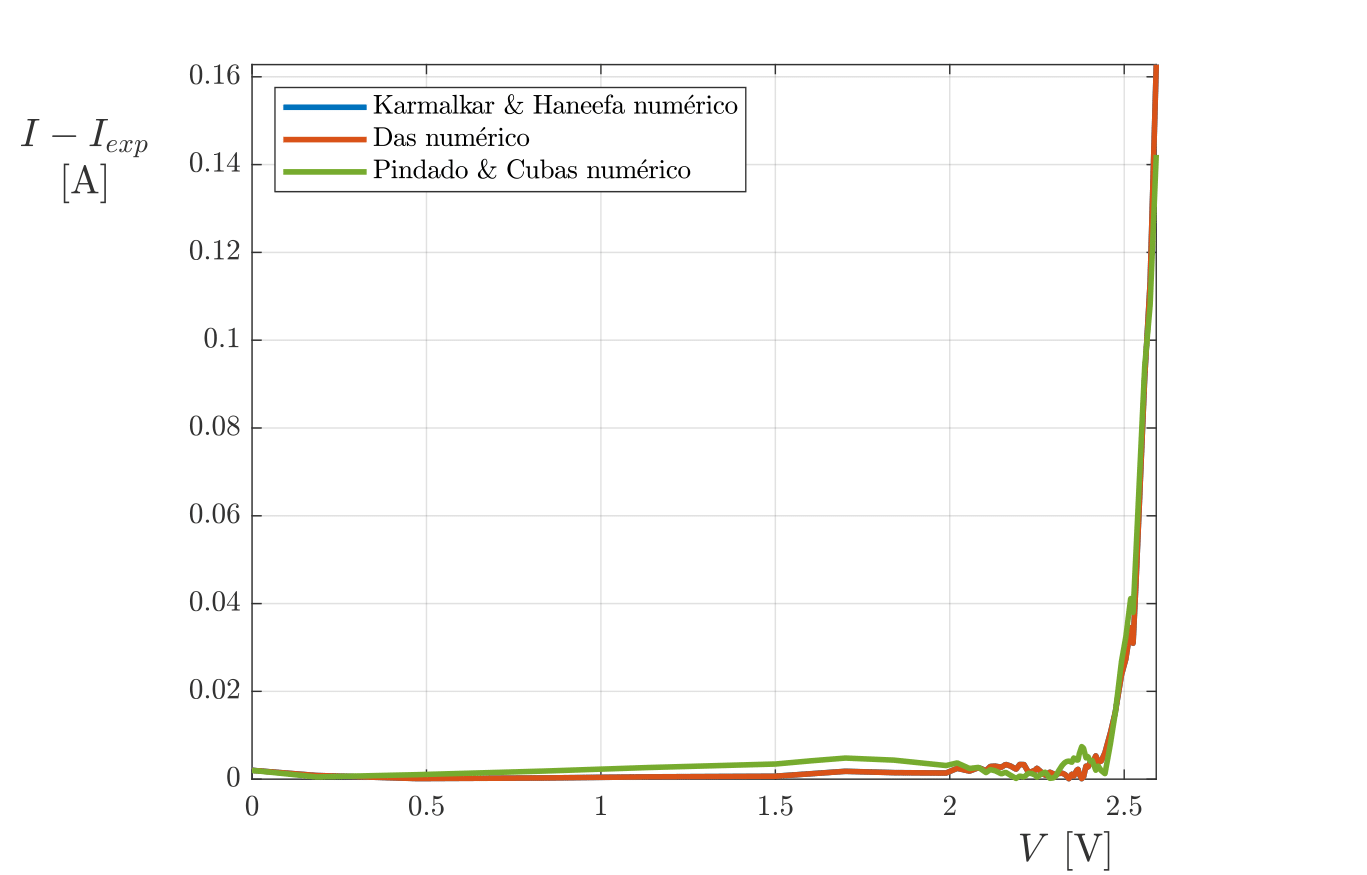 I − I_exp
[A]
0.16
0.14
0.12
0.1
0.08
0.06
0.04
0.02
0
Karmalkar & Haneefa numérico
Das numérico
Pindado & Cubas numérico
0 0.5 1 1.5 2 2.5
V [V]